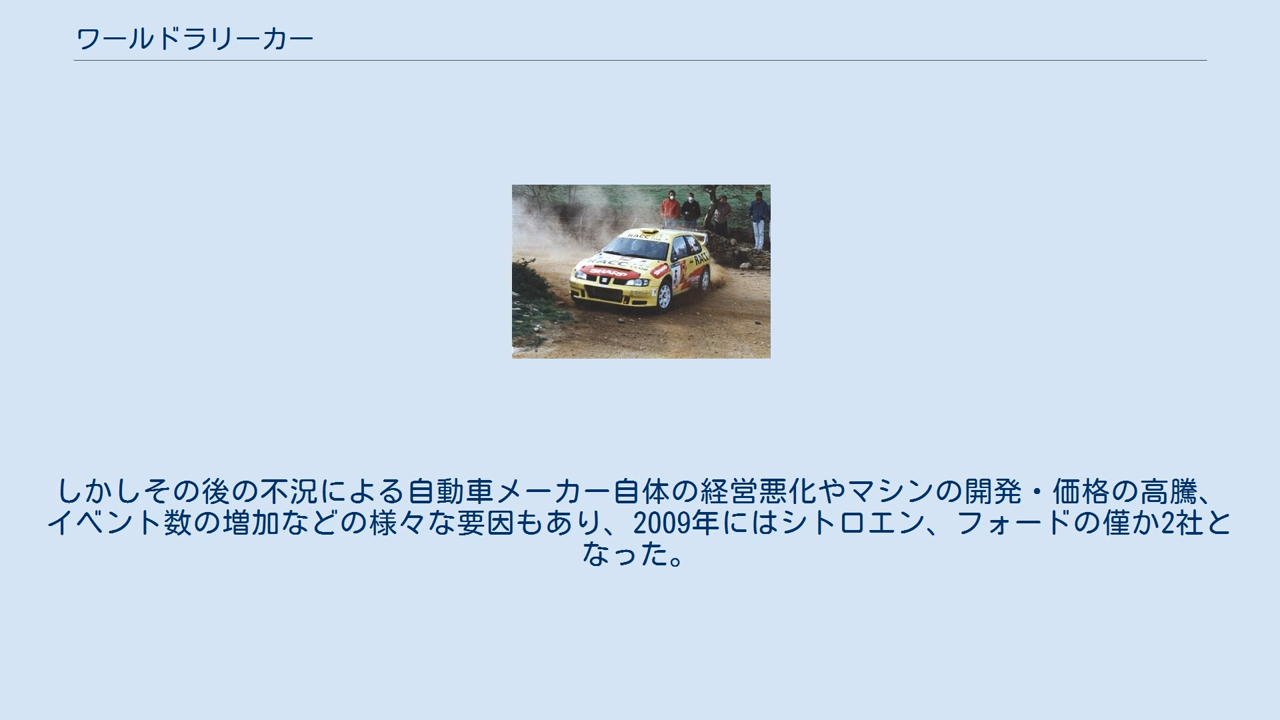 ワールドラリーカー
RACC
RACC
SHARP
RACC
しかしその後の不況による自動車メーカー自体の経営悪化やマシンの開発・価格の高騰、
イベント数の増加などの様々な要因もあり、2009年にはシトロエン、フォードの僅か2社と
なった。